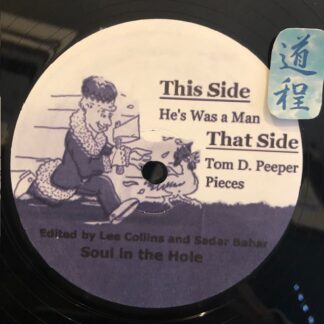 This Side
He's Was a Man
That Side
Tom D. Peeper
Pieces
Edited by Lee Collins and Sadar Bahar
Soul in the Hole
道程